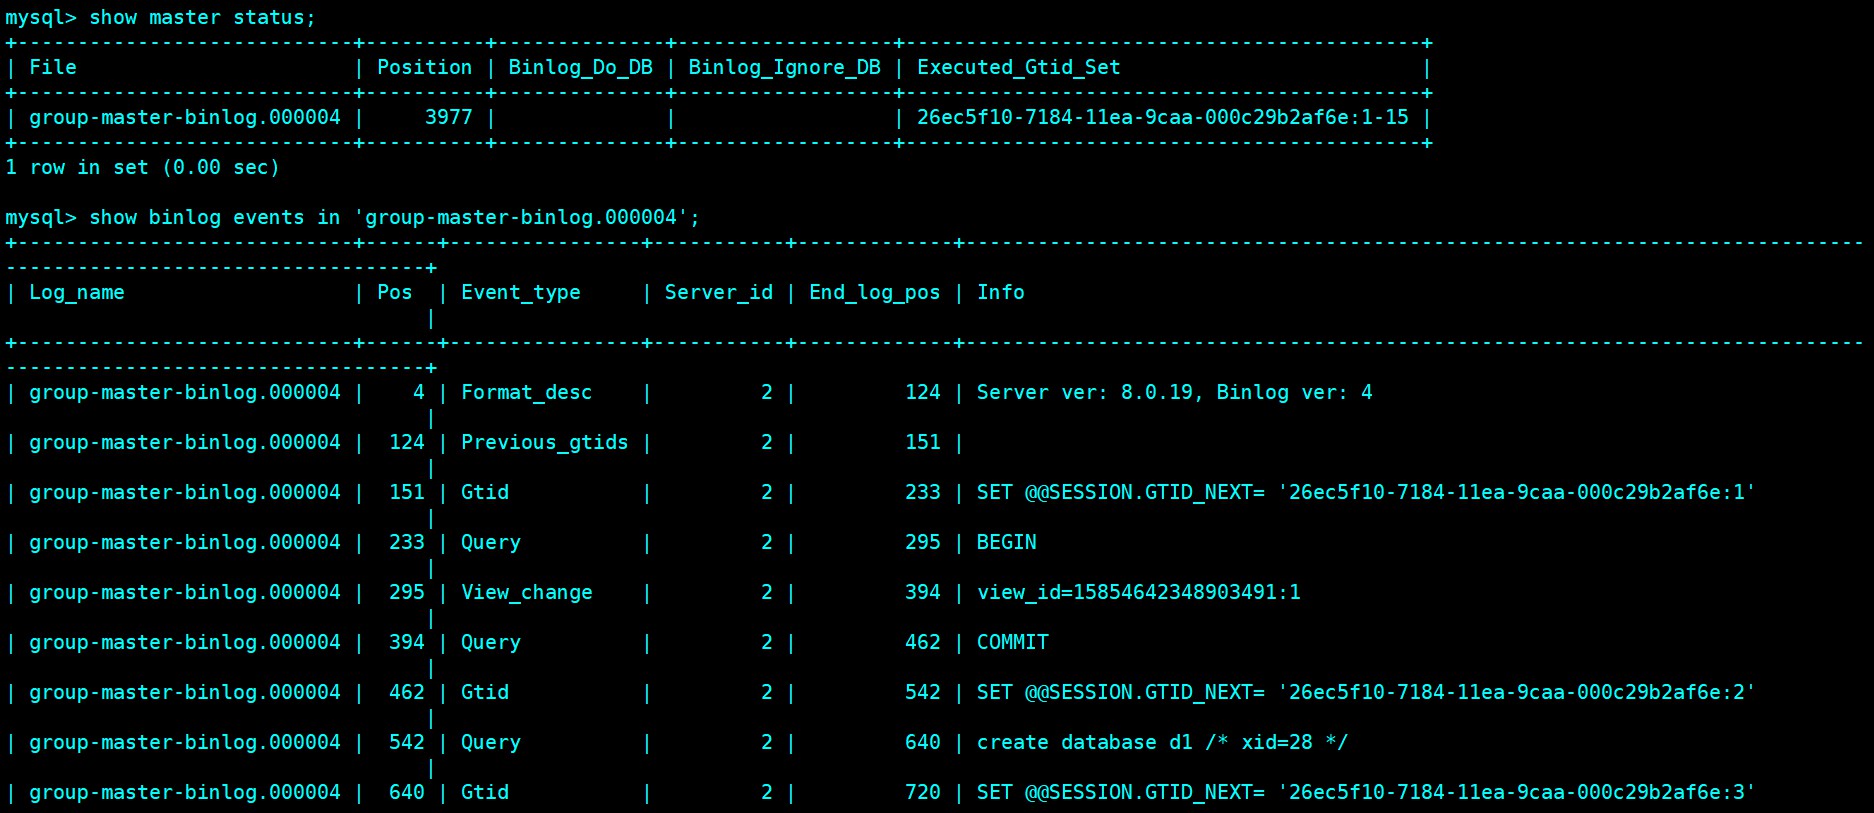 mysql> show master status;
+----------------------------+----------+--------------+------------------+-------------------------------------------+
| File                       | Position | Binlog_Do_DB | Binlog_Ignore_DB | Executed_Gtid_Set                         |
+----------------------------+----------+--------------+------------------+-------------------------------------------+
| group-master-binlog.000004 |     3977 |              |                  | 26ec5f10-7184-11ea-9caa-000c29b2af6e:1-15 |
+----------------------------+----------+--------------+------------------+-------------------------------------------+
1 row in set (0.00 sec)

mysql> show binlog events in 'group-master-binlog.000004';
+----------------------------+------+----------------+-----------+-------------+---------------------------------------------------------------------------
-----------------------------------+
| Log_name                   | Pos  | Event_type     | Server_id | End_log_pos | Info
                                   |
+----------------------------+------+----------------+-----------+-------------+---------------------------------------------------------------------------
-----------------------------------+
| group-master-binlog.000004 |    4 | Format_desc    |         2 |         124 | Server ver: 8.0.19, Binlog ver: 4
                                   |
| group-master-binlog.000004 |  124 | Previous_gtids |         2 |         151 |
                                   |
| group-master-binlog.000004 |  151 | Gtid           |         2 |         233 | SET @@SESSION.GTID_NEXT= '26ec5f10-7184-11ea-9caa-000c29b2af6e:1'
                                   |
| group-master-binlog.000004 |  233 | Query          |         2 |         295 | BEGIN
                                   |
| group-master-binlog.000004 |  295 | View_change    |         2 |         394 | view_id=15854642348903491:1
                                   |
| group-master-binlog.000004 |  394 | Query          |         2 |         462 | COMMIT
                                   |
| group-master-binlog.000004 |  462 | Gtid           |         2 |         542 | SET @@SESSION.GTID_NEXT= '26ec5f10-7184-11ea-9caa-000c29b2af6e:2'
                                   |
| group-master-binlog.000004 |  542 | Query          |         2 |         640 | create database d1 /* xid=28 */
                                   |
| group-master-binlog.000004 |  640 | Gtid           |         2 |         720 | SET @@SESSION.GTID_NEXT= '26ec5f10-7184-11ea-9caa-000c29b2af6e:3'